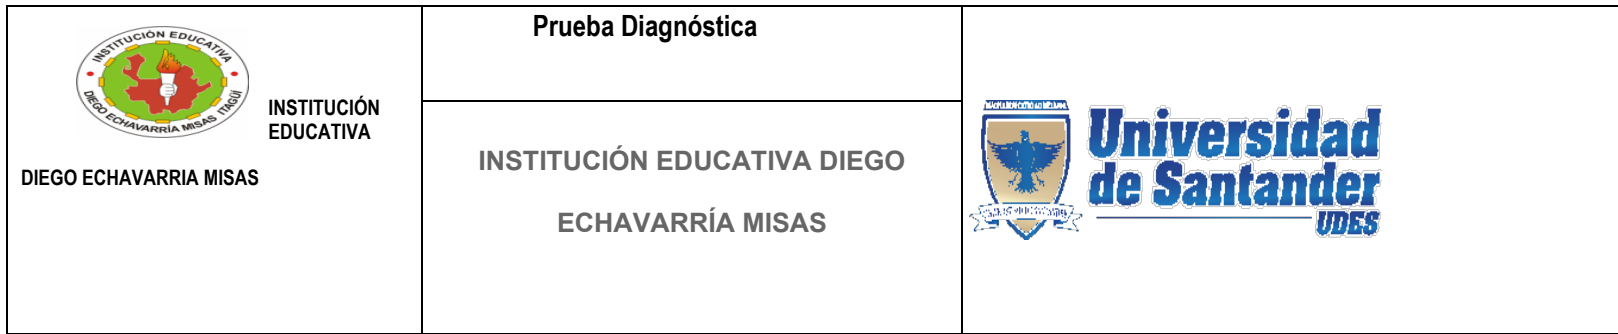 INSTITUCIÓN EDUCATIVA
DIEGO ECHAVARRÍA MISAS ITAGÜÍ
INSTITUCIÓN
EDUCATIVA
DIEGO ECHAVARRIA MISAS
Prueba Diagnóstica
INSTITUCIÓN EDUCATIVA DIEGO
ECHAVARRÍA MISAS
Universidad
de Santander
UDES